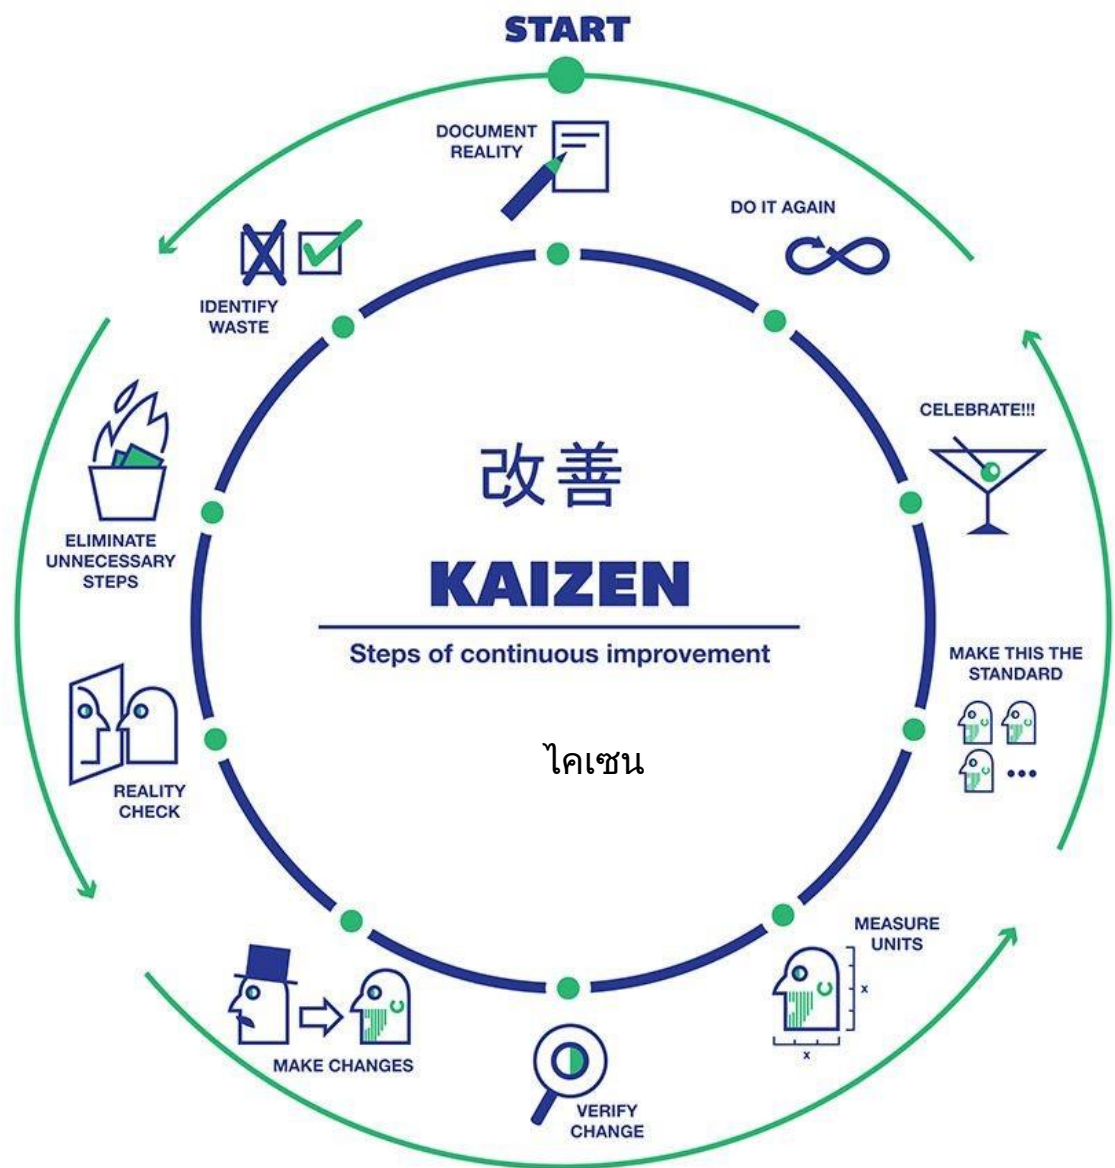 START
DOCUMENT
REALITY
IDENTIFY
WASTE
ELIMINATE
UNNECESSARY
STEPS
REALITY
CHECK
MAKE CHANGES
VERIFY
CHANGE
MEASURE
UNITS
x
x
MAKE THIS THE
STANDARD
CELEBRATE!!!
DO IT AGAIN
改善
KAIZEN
Steps of continuous improvement
ไคเซน